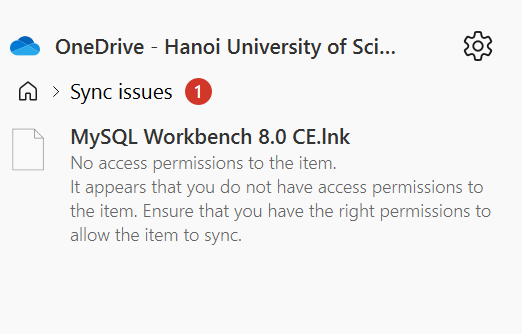 OneDrive - Hanoi University of Sci...
Sync issues 1
MySQL Workbench 8.0 CE.lnk
No access permissions to the item.
It appears that you do not have access permissions to
the item. Ensure that you have the right permissions to
allow the item to sync.